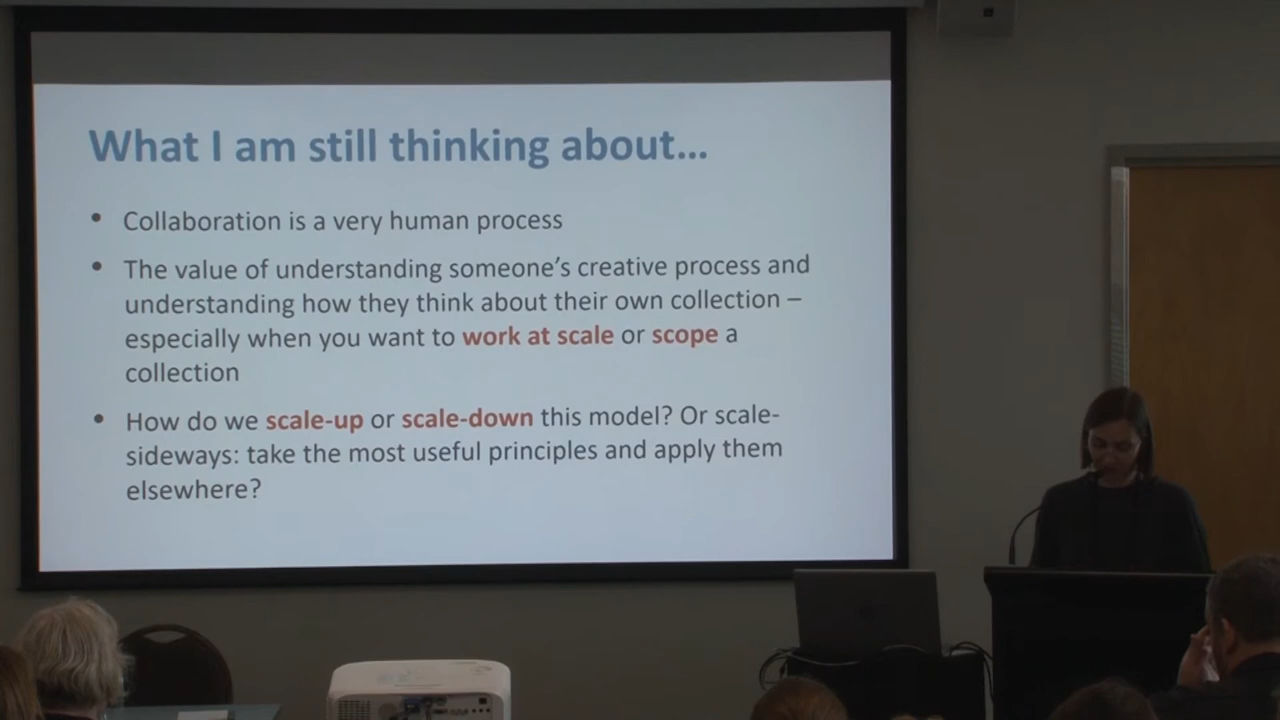 What I am still thinking about...
• Collaboration is a very human process
• The value of understanding someone's creative process and
understanding how they think about their own collection –
especially when you want to work at scale or scope a
collection
• How do we scale-up or scale-down this model? Or scale-
sideways: take the most useful principles and apply them
elsewhere?